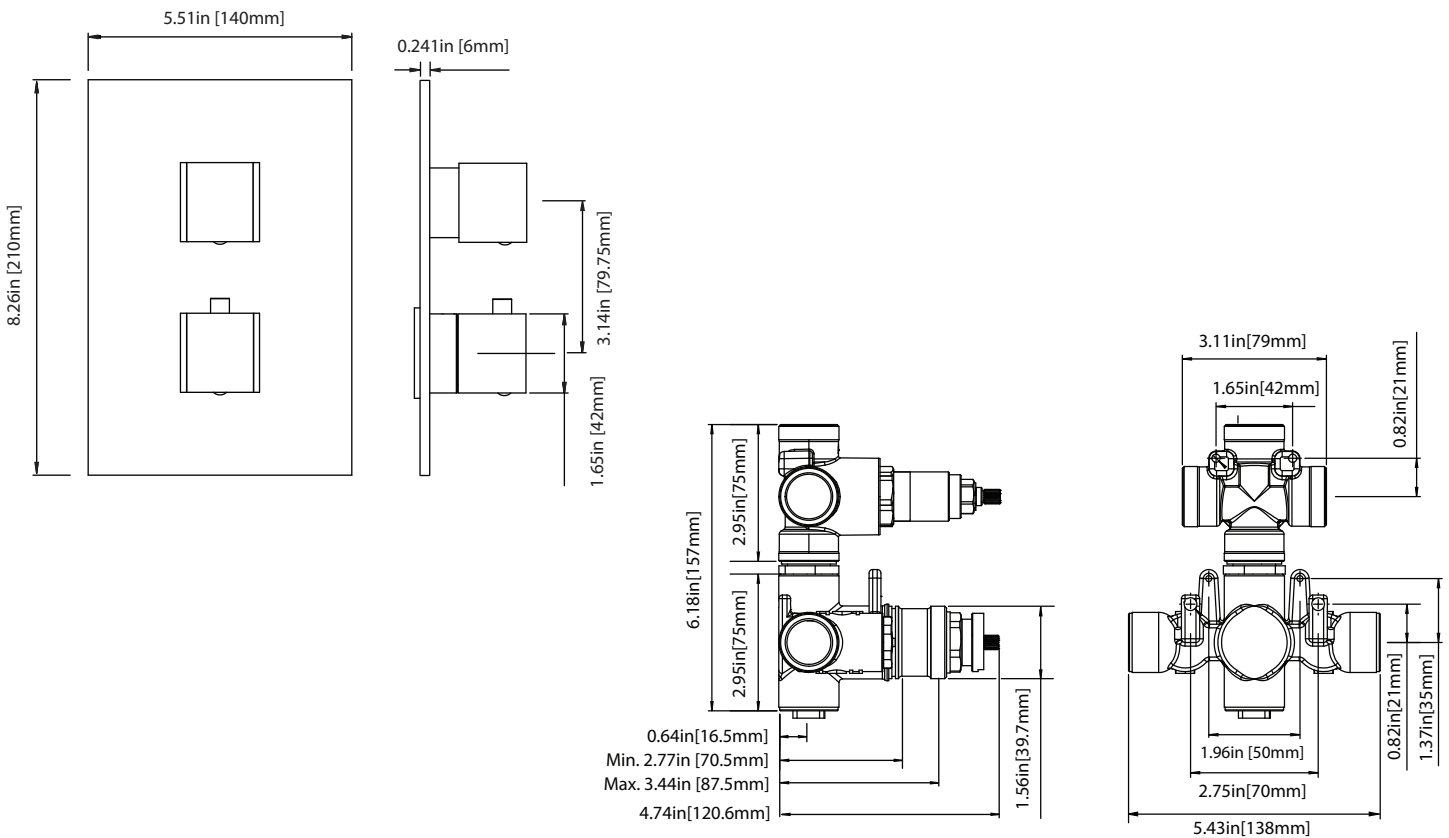 5.51in [140mm]
0.241in [6mm]
8.26in [210mm]
3.14in [79.75mm]
1.65in [42mm]
3.11in[79mm]
1.65in[42mm]
0.82in[21mm]
6.18in[157mm]
2.95in[75mm]
2.95in[75mm]
0.64in[16.5mm]
Min. 2.77in [70.5mm]
Max. 3.44in [87.5mm]
4.74in[120.6mm]
1.56in[39.7mm]
0.82in[21mm]
1.37in[35mm]
1.96in [50mm]
2.75in[70mm]
5.43in[138mm]